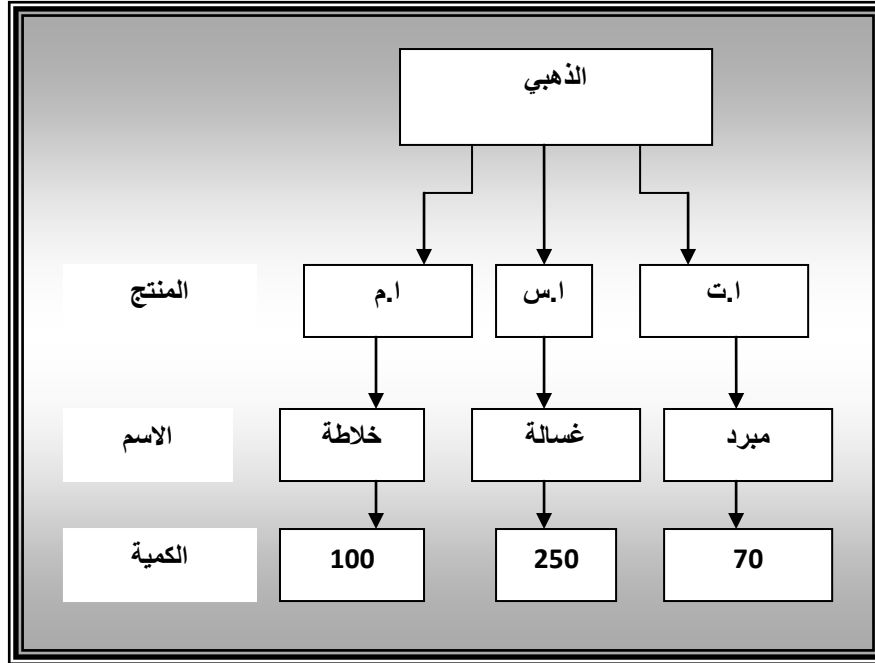 الذهبي
المنتج
ا.ت
ا.س
ا.م
الاسم
مبرد
غسالة
خلاطة
الكمية
70
250
100